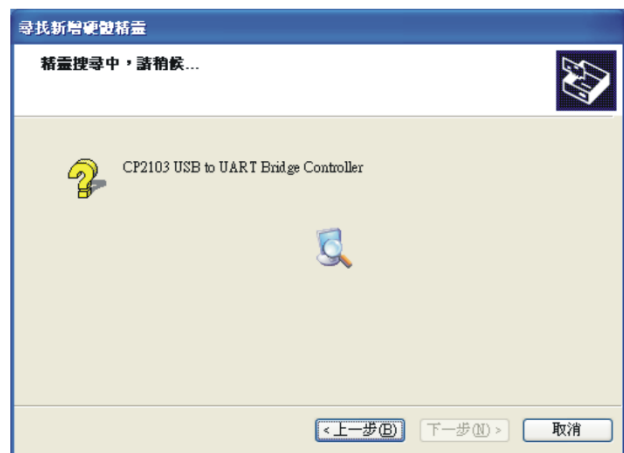 尋找新增硬體精靈
精靈搜尋中，請稍候...
CP2103 USB to UART Bridge Controller
<上一步(B)
下一步(N)>
取消